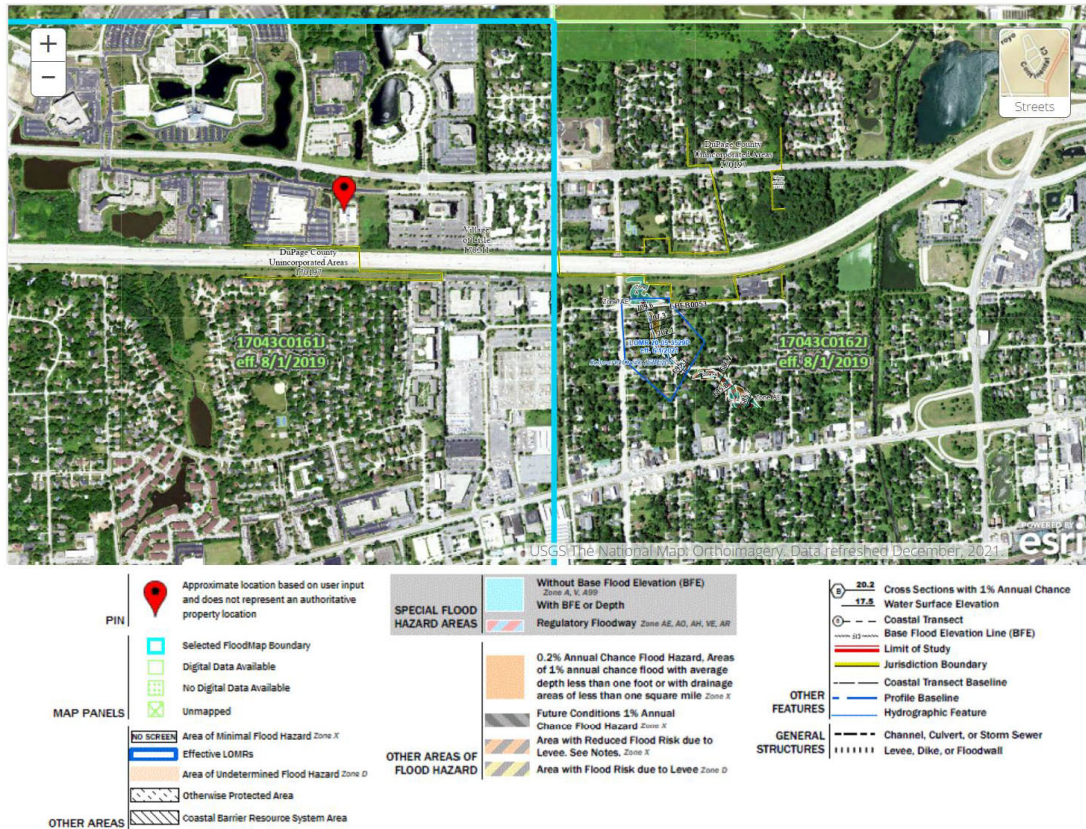 +
−
Streets
DuPage County
Unincorporated Areas
DuPage County
Unincorporated Areas
170197
17043C0161J
eff. 8/1/2019
17043C0162J
eff. 8/1/2019
Zone AE
Zone AE
POWERED BY
esri
USGS The National Map: Orthoimagery. Data refreshed December, 2021.
PIN
Approximate location based on user input
and does not represent an authoritative
property location
MAP PANELS
Selected FloodMap Boundary
Digital Data Available
No Digital Data Available
Unmapped
OTHER AREAS
NO SCREEN Area of Minimal Flood Hazard Zone X
Effective LOMRs
Area of Undetermined Flood Hazard Zone D
Otherwise Protected Area
Coastal Barrier Resource System Area
SPECIAL FLOOD
HAZARD AREAS
Without Base Flood Elevation (BFE)
Zone A, V, A99
With BFE or Depth
Regulatory Floodway Zone AE, AO, AH, VE, AR
OTHER AREAS OF
FLOOD HAZARD
0.2% Annual Chance Flood Hazard, Areas
of 1% annual chance flood with average
depth less than one foot or with drainage
areas of less than one square mile Zone X
Future Conditions 1% Annual
Chance Flood Hazard Zone X
Area with Reduced Flood Risk due to
Levee. See Notes. Zone X
Area with Flood Risk due to Levee Zone D
OTHER
FEATURES
B 20.2 Cross Sections with 1% Annual Chance
17.5 Water Surface Elevation
8 Coastal Transect
513 Base Flood Elevation Line (BFE)
Limit of Study
Jurisdiction Boundary
Coastal Transect Baseline
Profile Baseline
Hydrographic Feature
GENERAL
STRUCTURES
Channel, Culvert, or Storm Sewer
Levee, Dike, or Floodwall